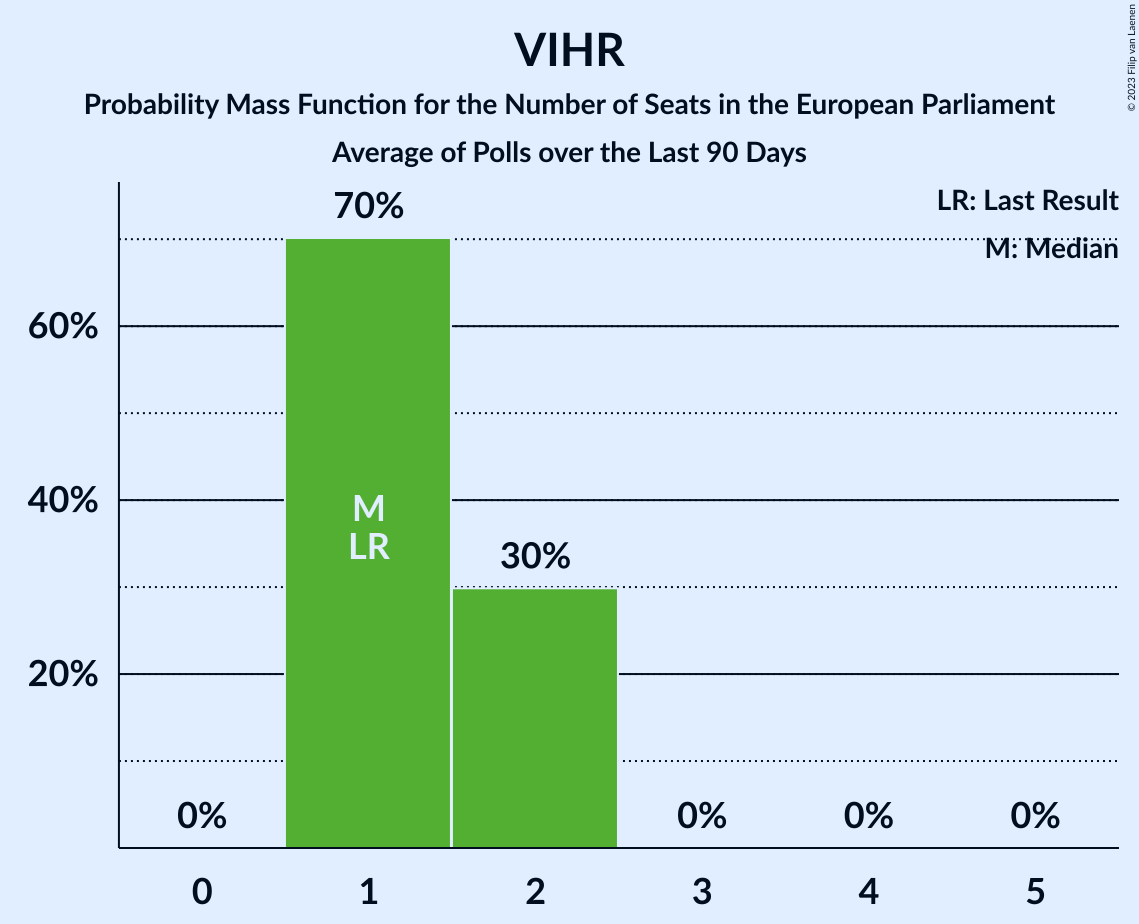 VIHR
Probability Mass Function for the Number of Seats in the European Parliament
Average of Polls over the Last 90 Days
© 2023 Filip van Laenen
LR: Last Result
M: Median
70%
60%
40%
M
LR
30%
20%
0%
0%
0%
0%
0
1
2
3
4
5